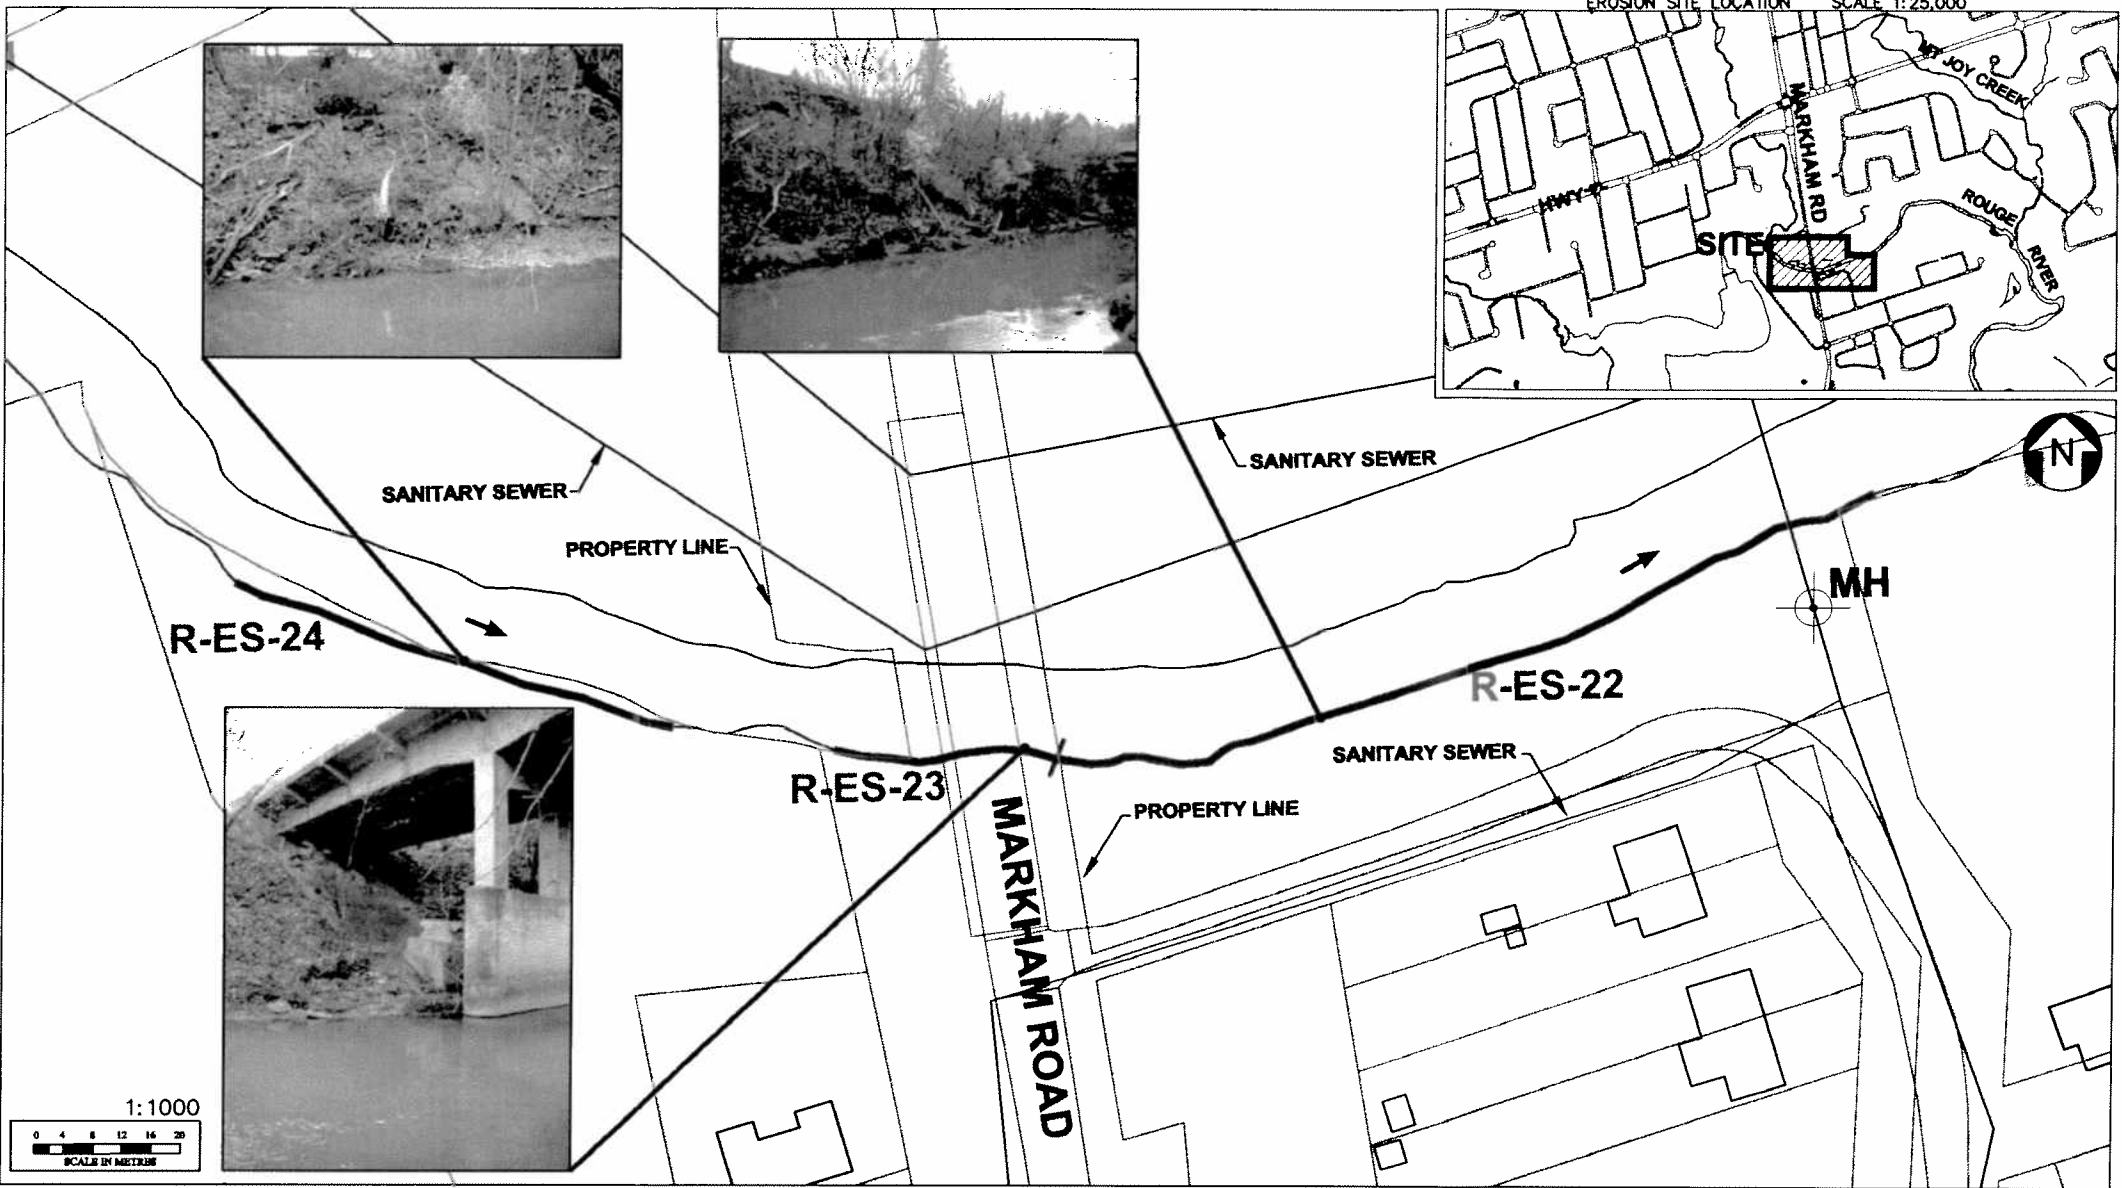 EROSION SITE LOCATION SCALE 1:25,000
MT JOY CREEK
MARKHAM RD
HWY
ROUGE
RIVER
SITE
N
SANITARY SEWER
SANITARY SEWER
PROPERTY LINE
MH
R-ES-24
R-ES-22
SANITARY SEWER
R-ES-23
PROPERTY LINE
MARKHAM ROAD
1:1000
0 4 8 12 16 20
SCALE IN METRES